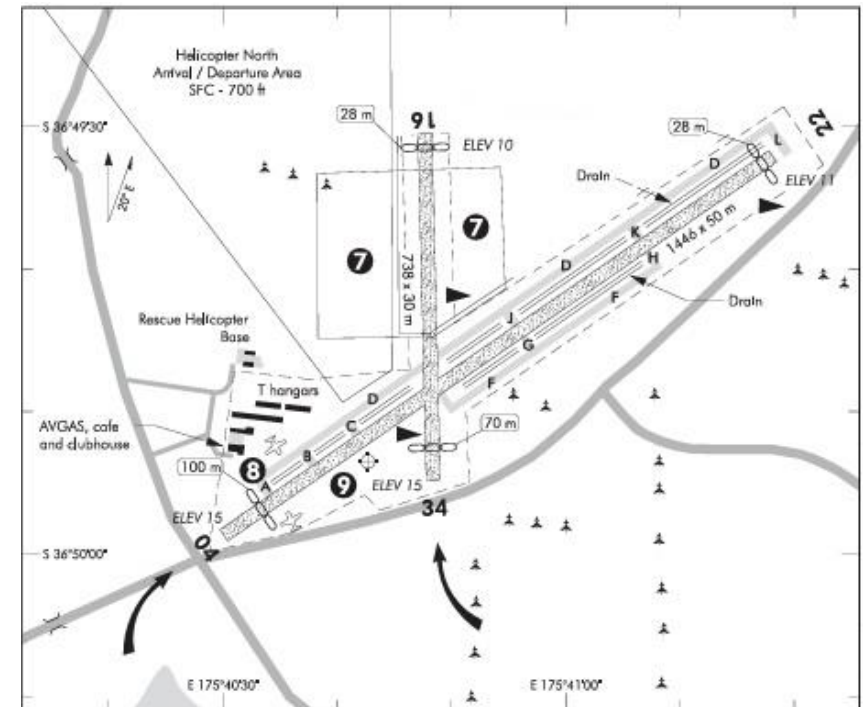 Helicopter North
Arrival / Departure Area
SFC - 700 ft
28 m
16
28 m
22
S 36°49'30"
ELEV 10
D
L
Drain
ELEV 11
20° E
7
7
K
1446 x 50 m
738 x 30 m
D
H
F
Drain
Rescue Helicopter
Base
J
G
T hangars
D
F
AVGAS, cafe
and clubhouse
C
70 m
B
100 m
8
A
9
ELEV 15
ELEV 15
34
04
S 36°50'00"
E 175°40'30"
E 175°41'00"